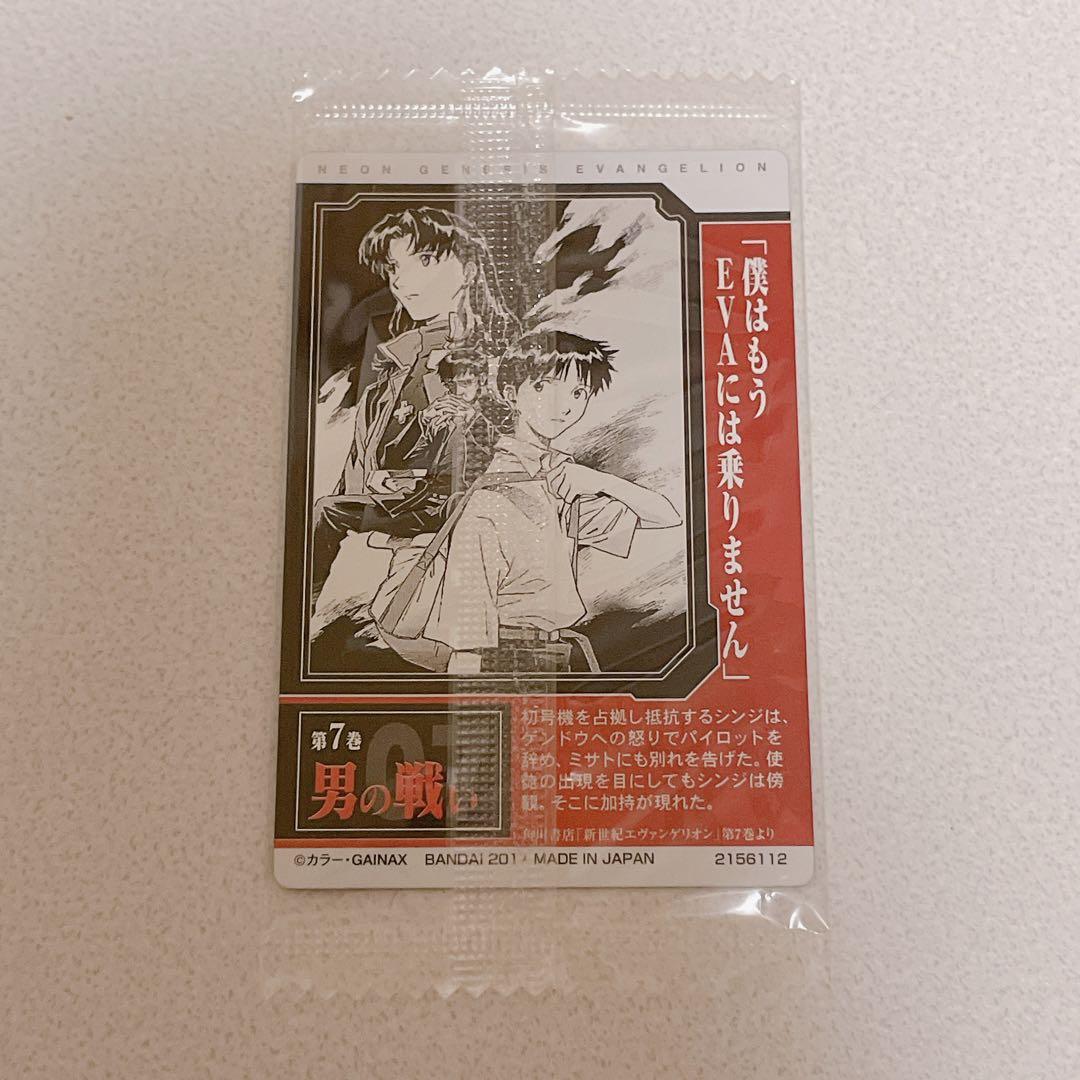 NEON GENESIS EVANGELION
「僕はもう
EVAには乗りません」
第7巻
07
男の戦い
初号機を占拠し抵抗するシンジは、
ゲンドウへの怒りでパイロットを
辞め、ミサトにも別れを告げた。使
徒の出現を目にしてもシンジは傍
観。そこに加持が現れた。
角川書店「新世紀エヴァンゲリオン」第7巻より
©カラー・GAINAX BANDAI MADE IN JAPAN
2156112